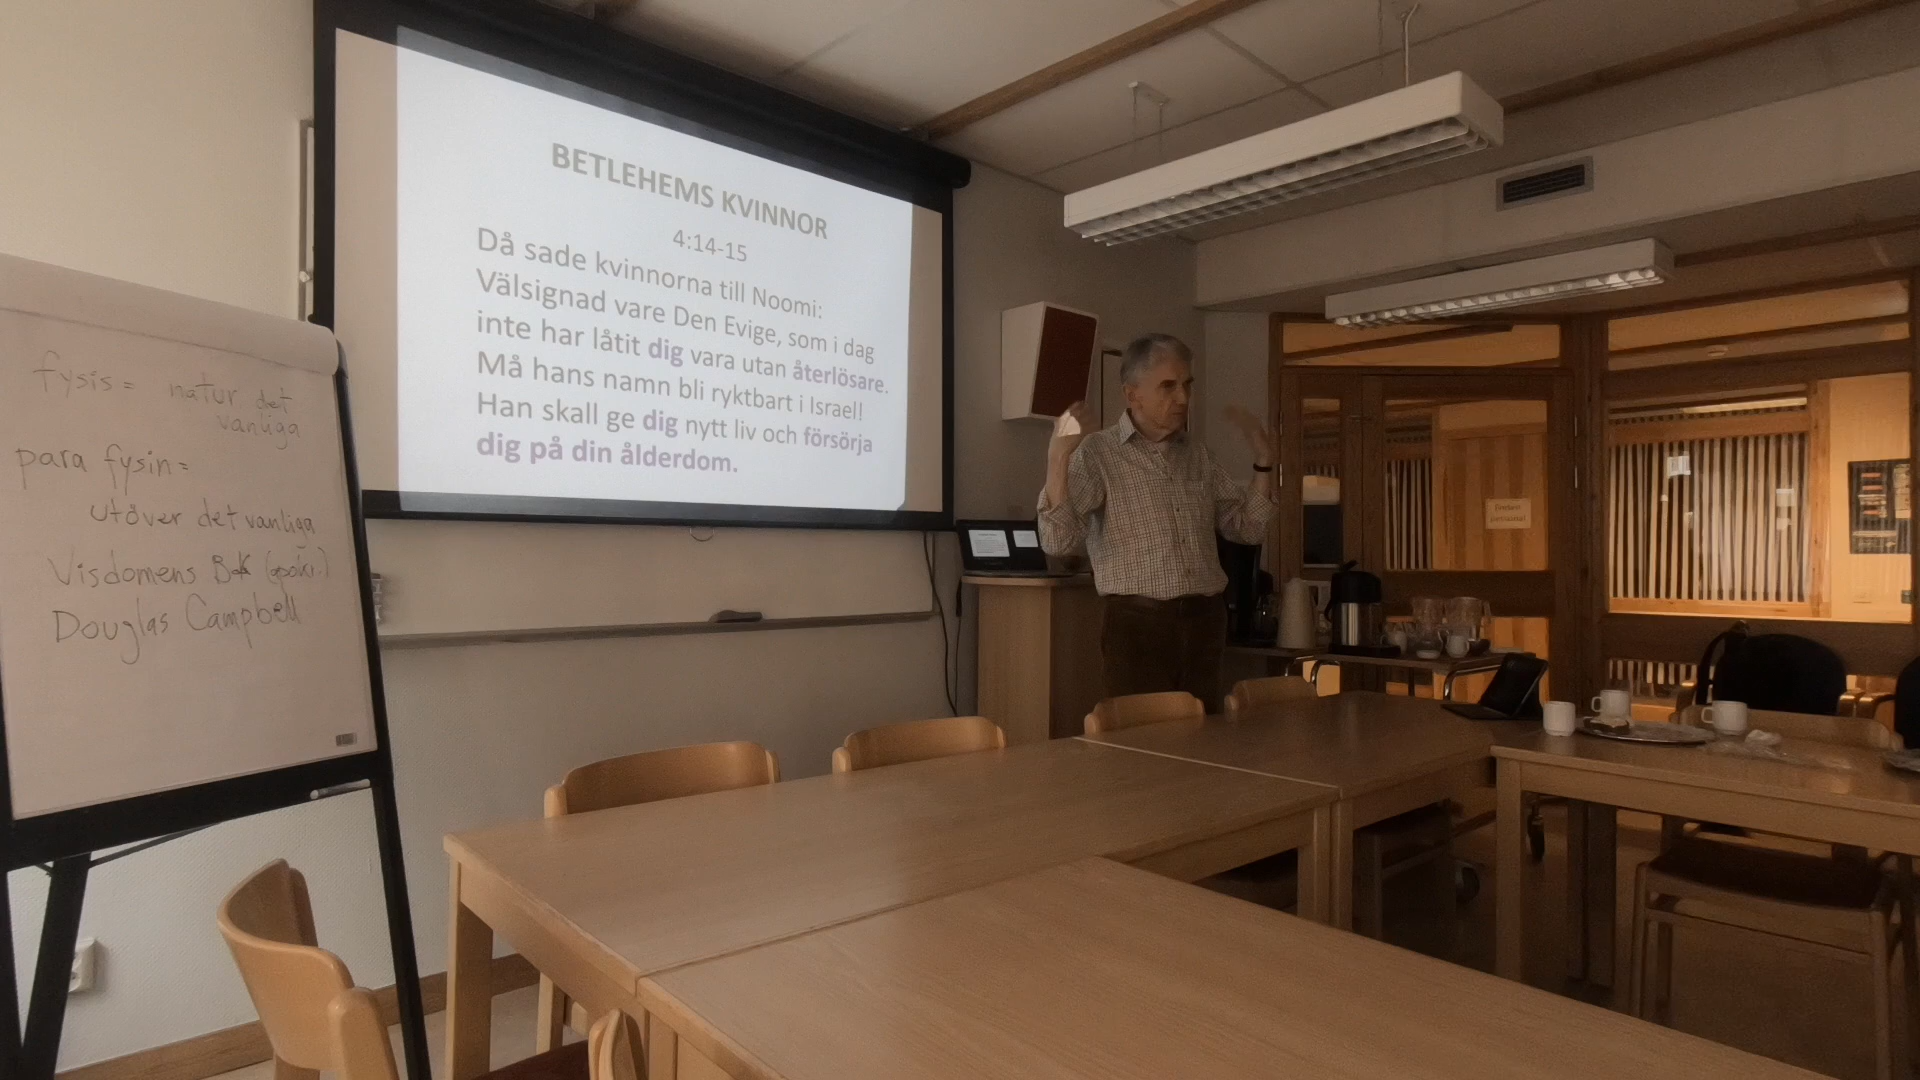 BETLEHEMS KVINNOR
4:14-15
Då sade kvinnorna till Noomi:
Välsignad vare Den Evige, som i dag
inte har låtit dig vara utan återlösare.
Må hans namn bli ryktbart i Israel!
Han skall ge dig nytt liv och försörja
dig på din ålderdom.
fysis = natur det
vanliga
para fysin =
utöver det vanliga
Visdomens Bok
Douglas Campbell